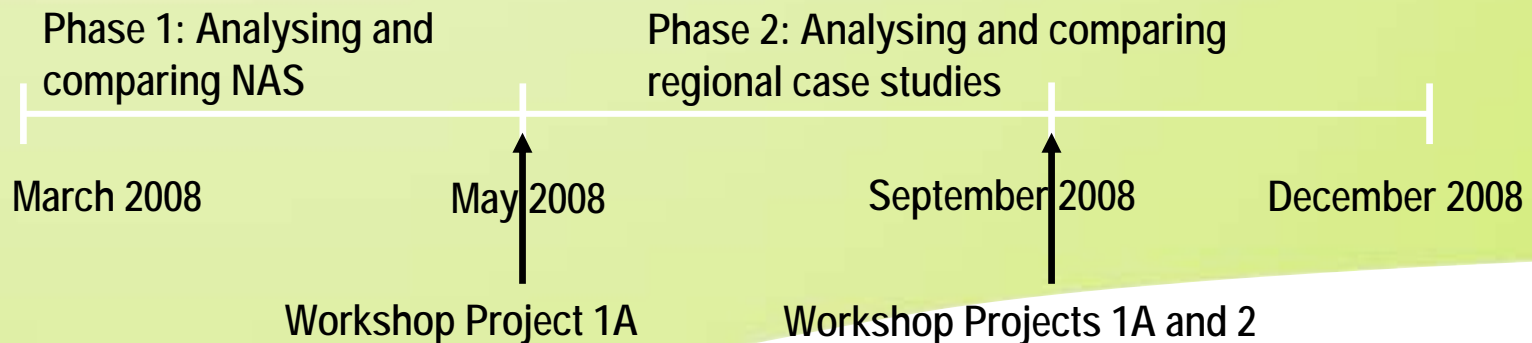 Phase 1: Analysing and
comparing NAS
Phase 2: Analysing and comparing
regional case studies
March 2008
May 2008
September 2008
December 2008
Workshop Project 1A
Workshop Projects 1A and 2